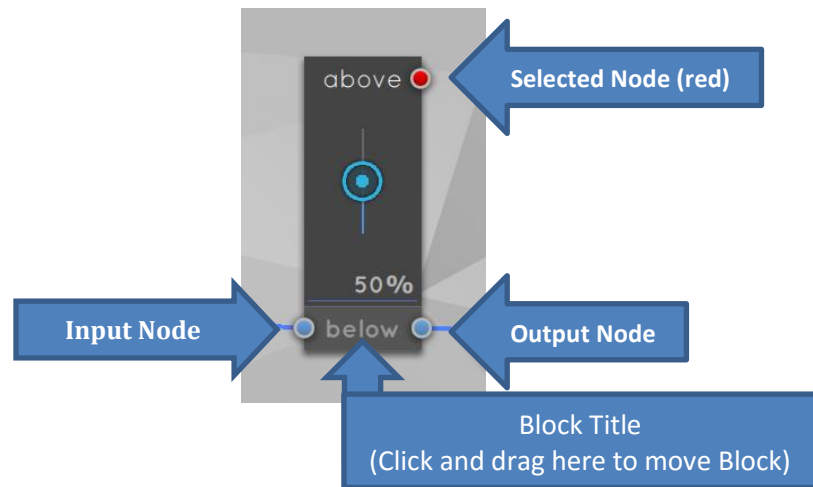 above
Selected Node (red)
50%
Input Node
below
Output Node
Block Title
(Click and drag here to move Block)